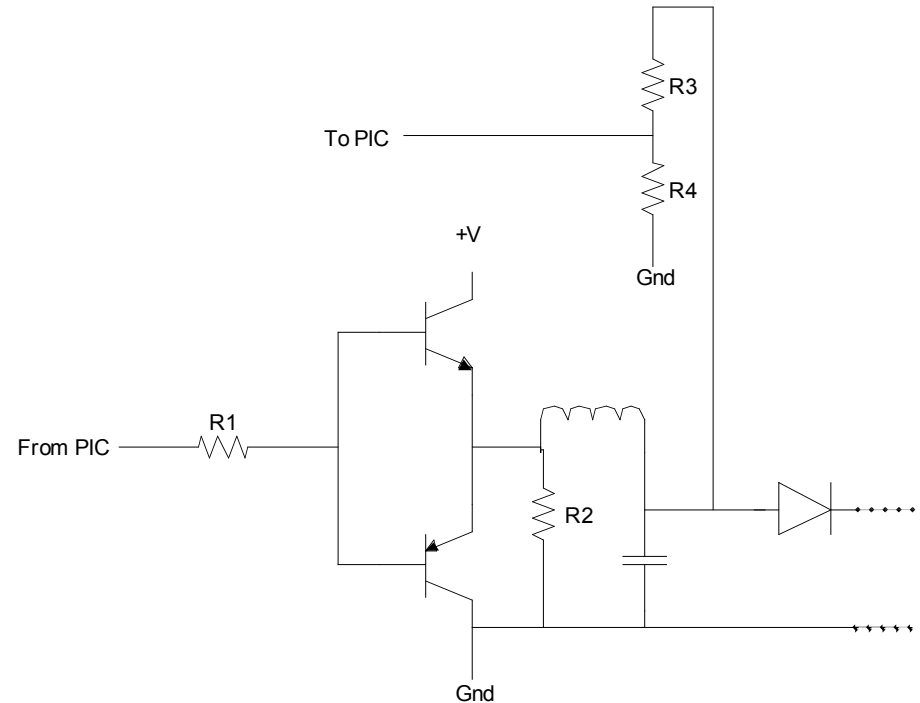 R3
To PIC
R4
+V
Gnd
R1
From PIC
R2
Gnd